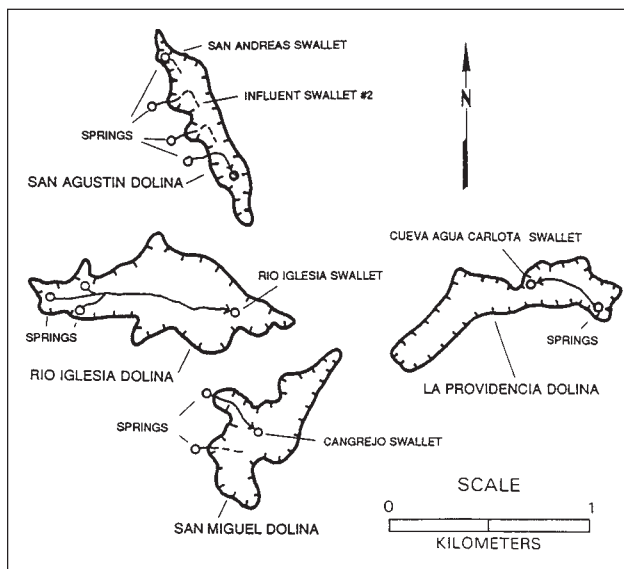 SAN ANDREAS SWALLET
N
INFLUENT SWALLET #2
SPRINGS
SAN AGUSTIN DOLINA
CUEVA AGUA CARLOTA SWALLET
RIO IGLESIA SWALLET
SPRINGS
SPRINGS
RIO IGLESIA DOLINA
LA PROVIDENCIA DOLINA
SPRINGS
CANGREJO SWALLET
SAN MIGUEL DOLINA
SCALE
0 1
KILOMETERS